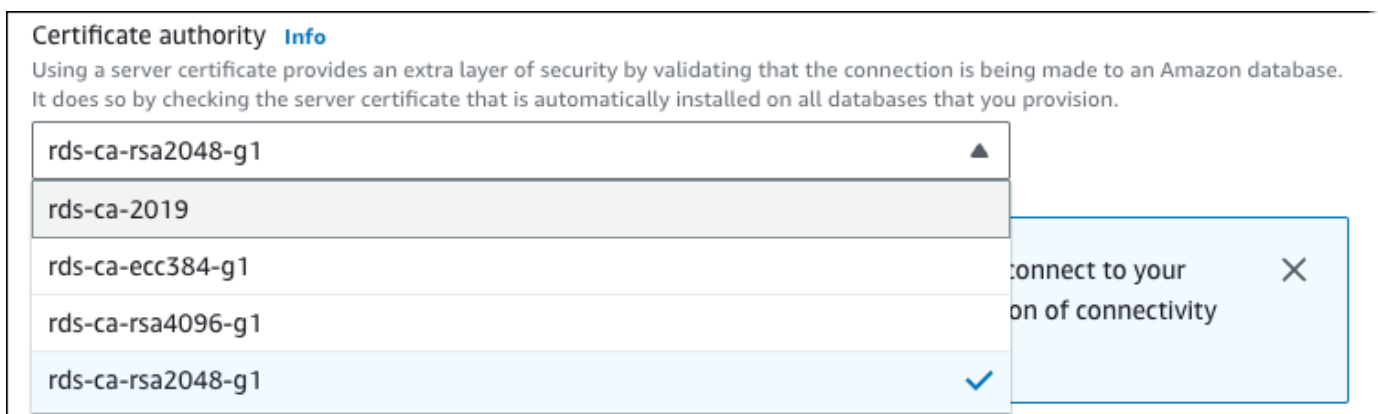 Certificate authority Info
Using a server certificate provides an extra layer of security by validating that the connection is being made to an Amazon database.
It does so by checking the server certificate that is automatically installed on all databases that you provision.
rds-ca-rsa2048-g1
rds-ca-2019
rds-ca-ecc384-g1
connect to your
rds-ca-rsa4096-g1
on of connectivity
rds-ca-rsa2048-g1